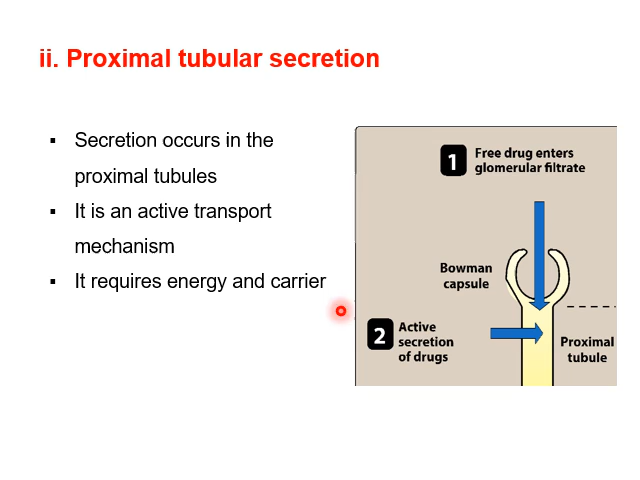 ii. Proximal tubular secretion
▪ Secretion occurs in the
proximal tubules
▪ It is an active transport
mechanism
▪ It requires energy and carrier
1 Free drug enters
glomerular filtrate
Bowman
capsule
2 Active
secretion
of drugs
Proximal
tubule